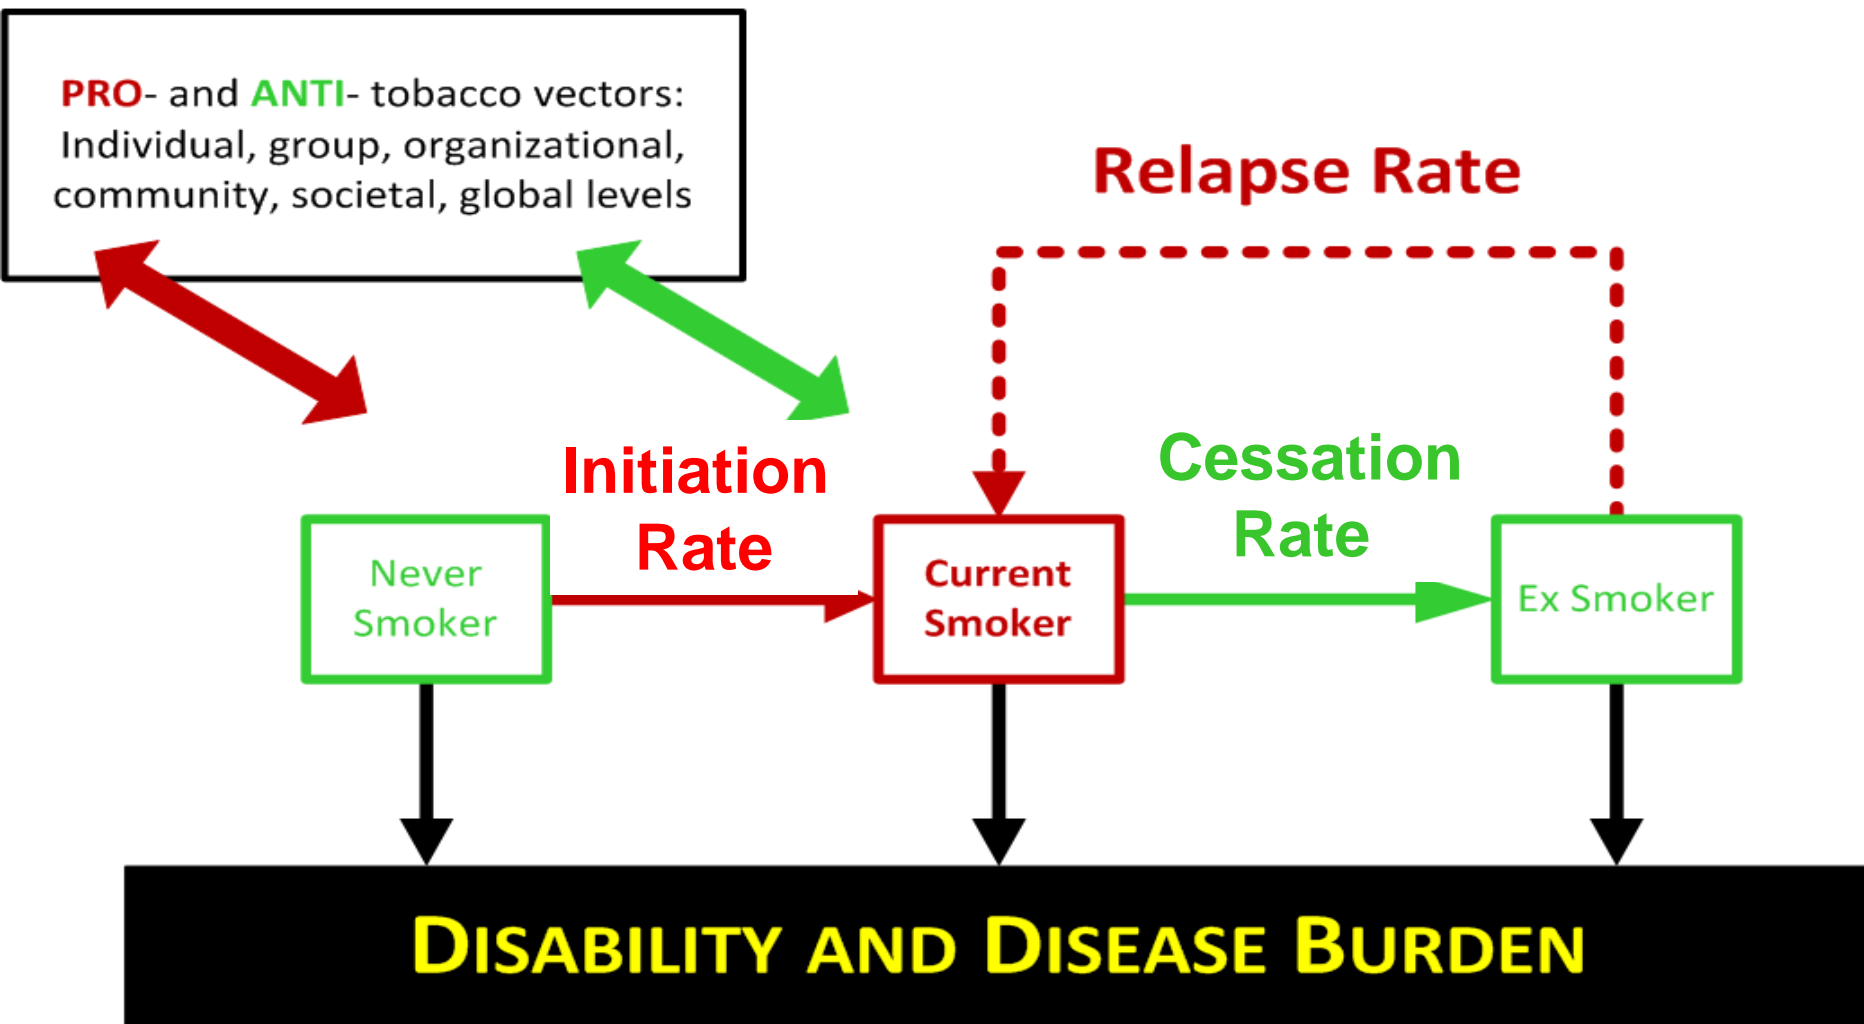 PRO- and ANTI- tobacco vectors:
Individual, group, organizational,
community, societal, global levels
Relapse Rate
Initiation
Rate
Cessation
Rate
Never
Smoker
Current
Smoker
Ex Smoker
DISABILITY AND DISEASE BURDEN